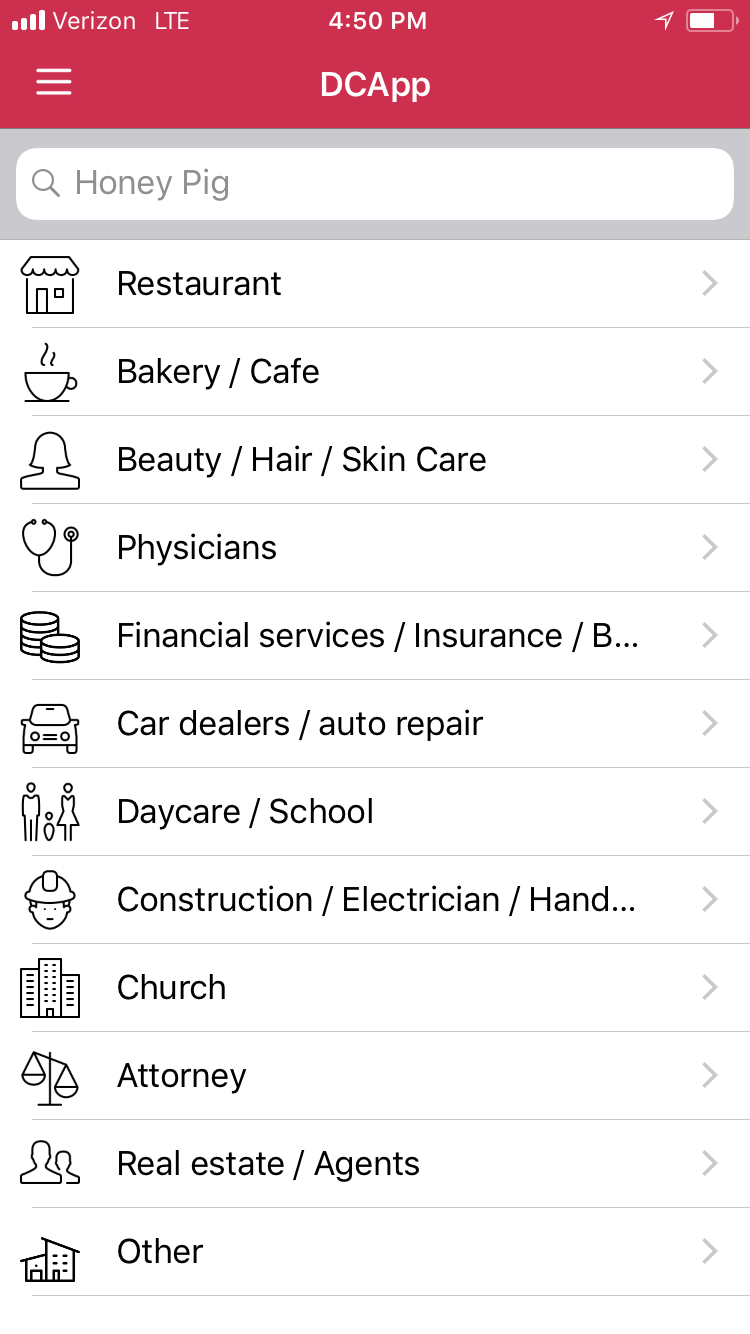 Verizon LTE 4:50 PM
DCApp
Honey Pig
Restaurant
Bakery / Cafe
Beauty / Hair / Skin Care
Physicians
Financial services / Insurance / B...
Car dealers / auto repair
Daycare / School
Construction / Electrician / Hand...
Church
Attorney
Real estate / Agents
Other